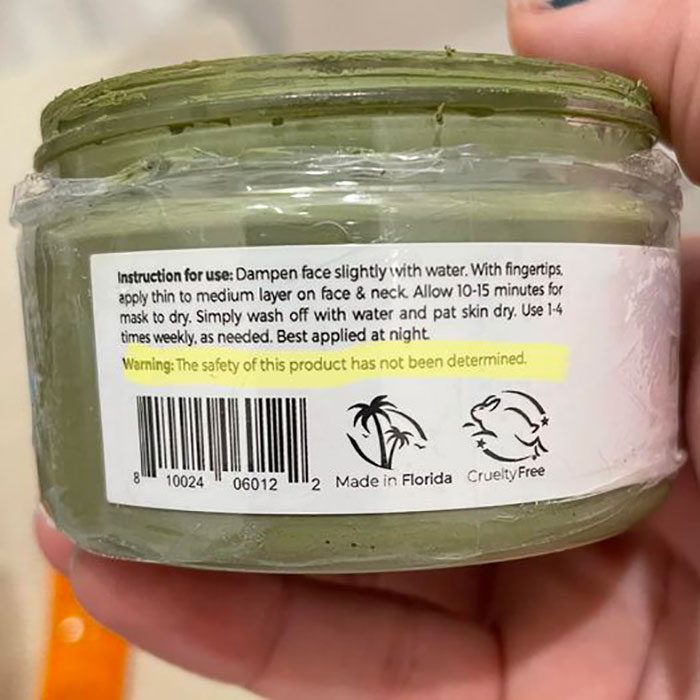 Instruction for use: Dampen face slightly with water. With fingertips,
apply thin to medium layer on face & neck. Allow 10-15 minutes for
mask to dry. Simply wash off with water and pat skin dry. Use 1-4
times weekly, as needed. Best applied at night.
Warning: The safety of this product has not been determined.
8 10024 06012 2
Made in Florida
Cruelty Free